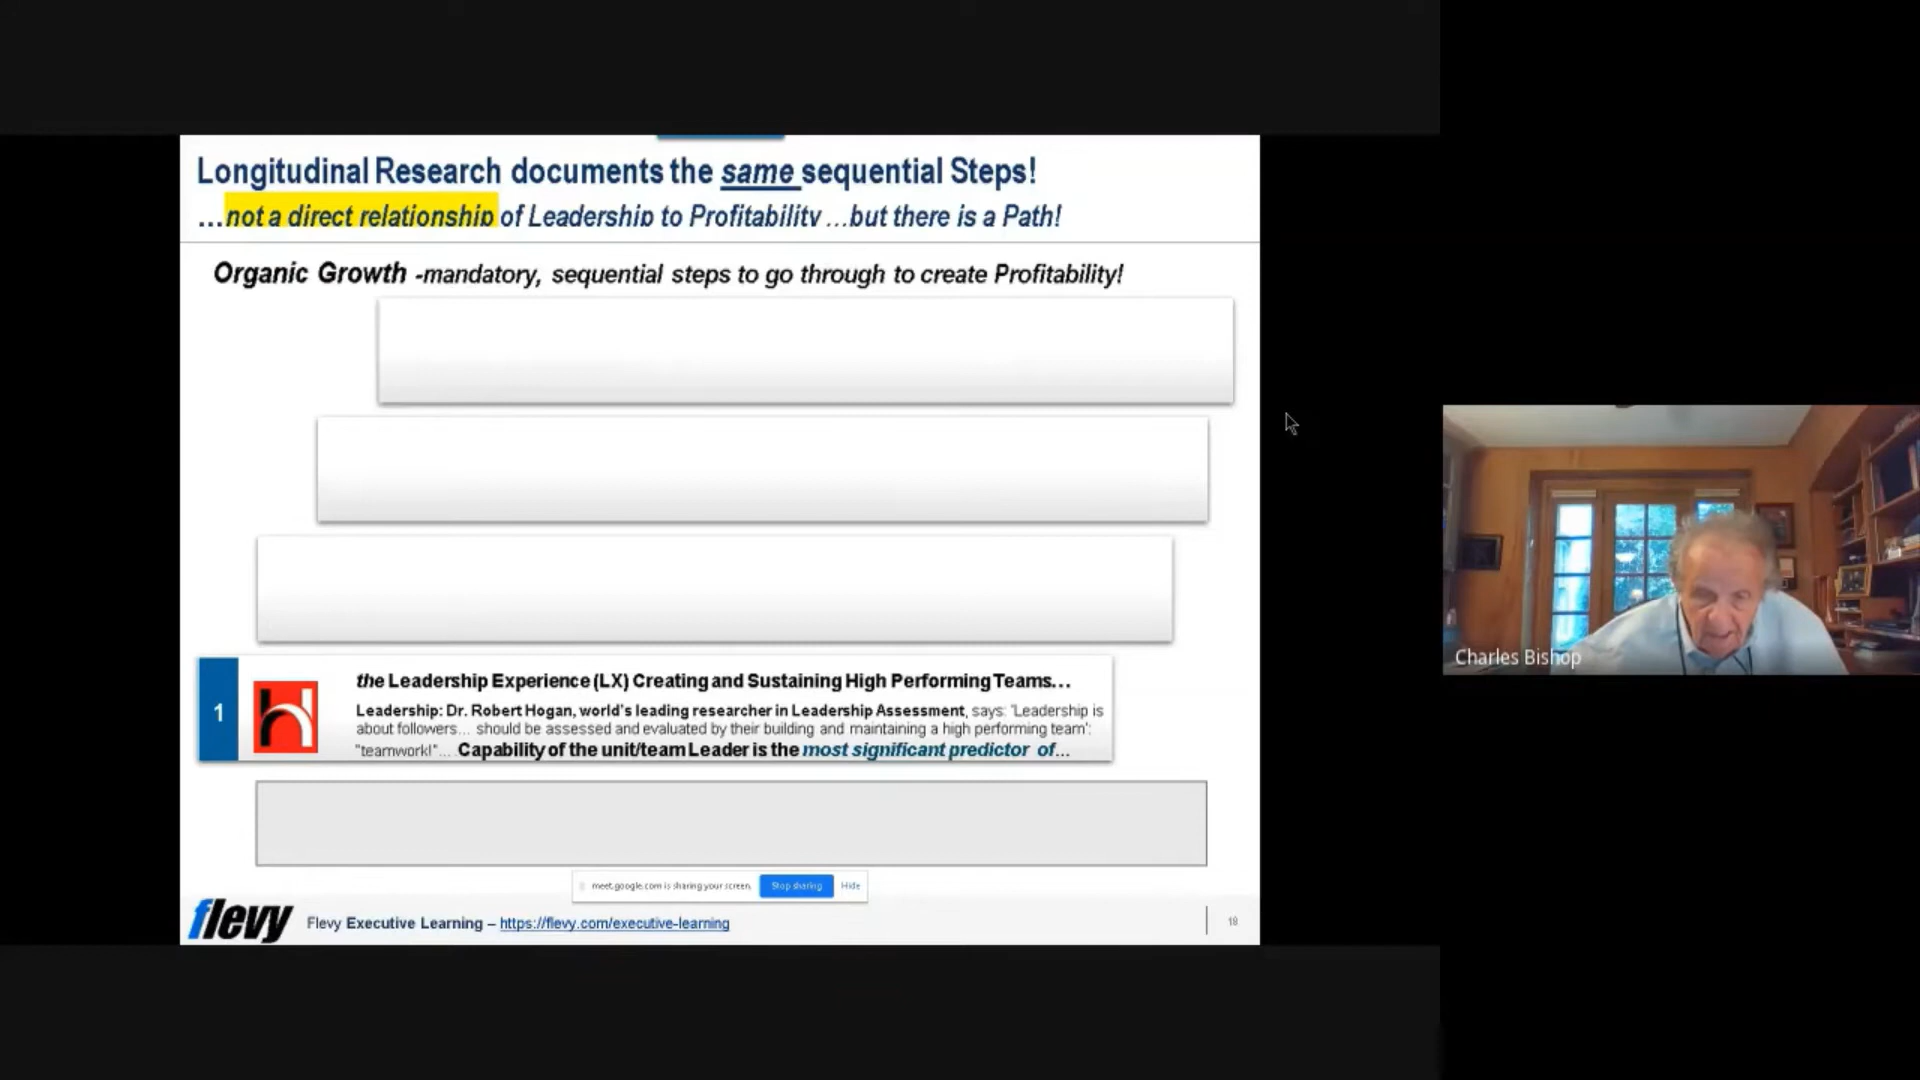 Longitudinal Research documents the same sequential Steps!
…not a direct relationship of Leadership to Profitability …but there is a Path!
Organic Growth -mandatory, sequential steps to go through to create Profitability!
1
the Leadership Experience (LX) Creating and Sustaining High Performing Teams…
Leadership: Dr. Robert Hogan, world's leading researcher in Leadership Assessment, says: 'Leadership is
about followers… should be assessed and evaluated by their building and maintaining a high performing team':
"teamwork!"… Capability of the unit/team Leader is the most significant predictor of…
meet.google.com is sharing your screen.
Stop sharing
Hide
flevy
Flevy Executive Learning – https://flevy.com/executive-learning
18
Charles Bishop